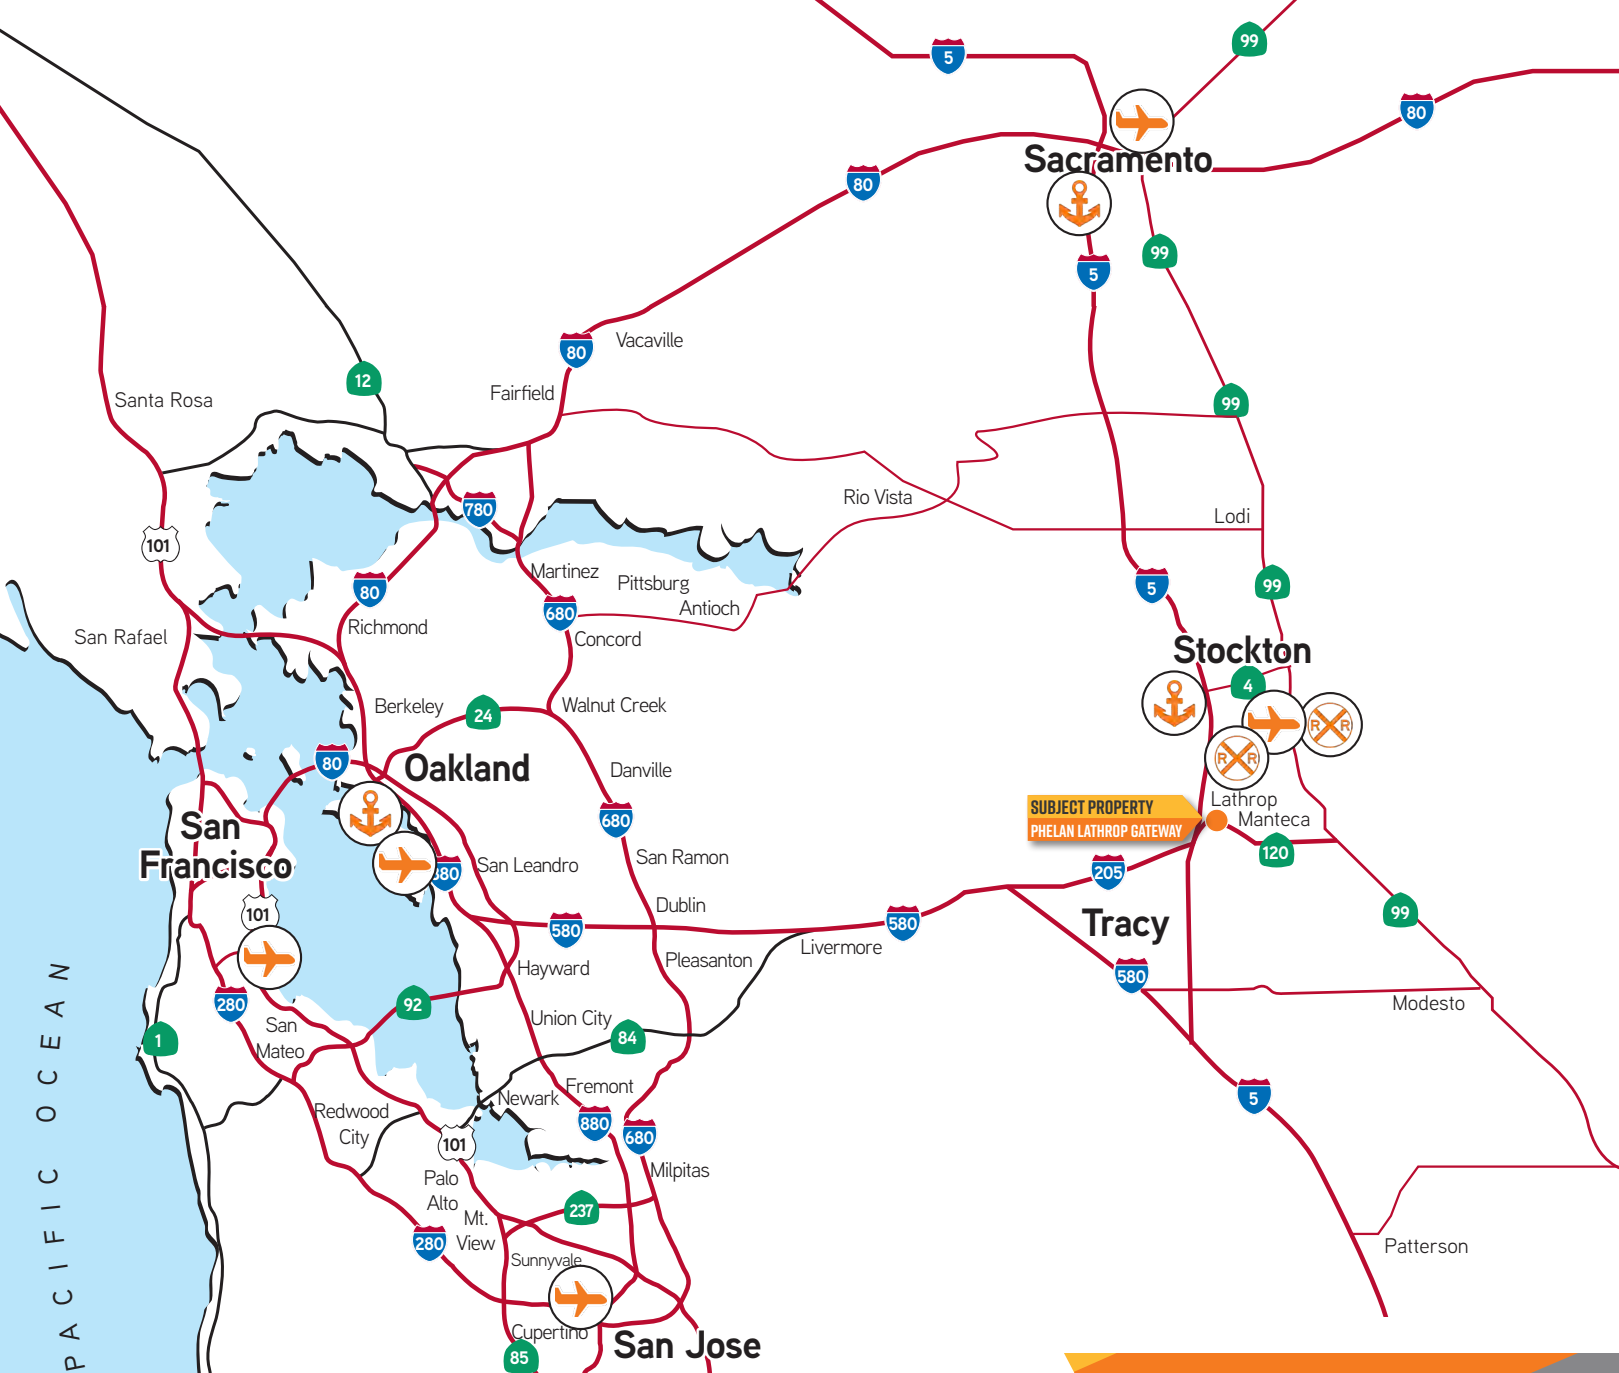 99
5
80
80
Sacramento
99
5
80
Vacaville
Fairfield
12
Santa Rosa
99
Rio Vista
Lodi
780
101
Martinez
Pittsburg
Antioch
80
680
5
99
Richmond
Concord
San Rafael
Stockton
4
Berkeley
24
Walnut Creek
R R
R R
80
Oakland
Danville
680
Lathrop
Manteca
SUBJECT PROPERTY
PHELAN LATHROP GATEWAY
San
Francisco
San Leandro
San Ramon
120
205
880
Dublin
101
580
580
Tracy
99
Livermore
Pleasanton
Hayward
580
92
280
Modesto
Union City
84
San
Mateo
1
Fremont
Newark
5
Redwood
City
880
680
101
Milpitas
Palo
Alto
237
Mt.
View
280
Sunnyvale
Patterson
Cupertino
San Jose
85
PACIFIC OCEAN